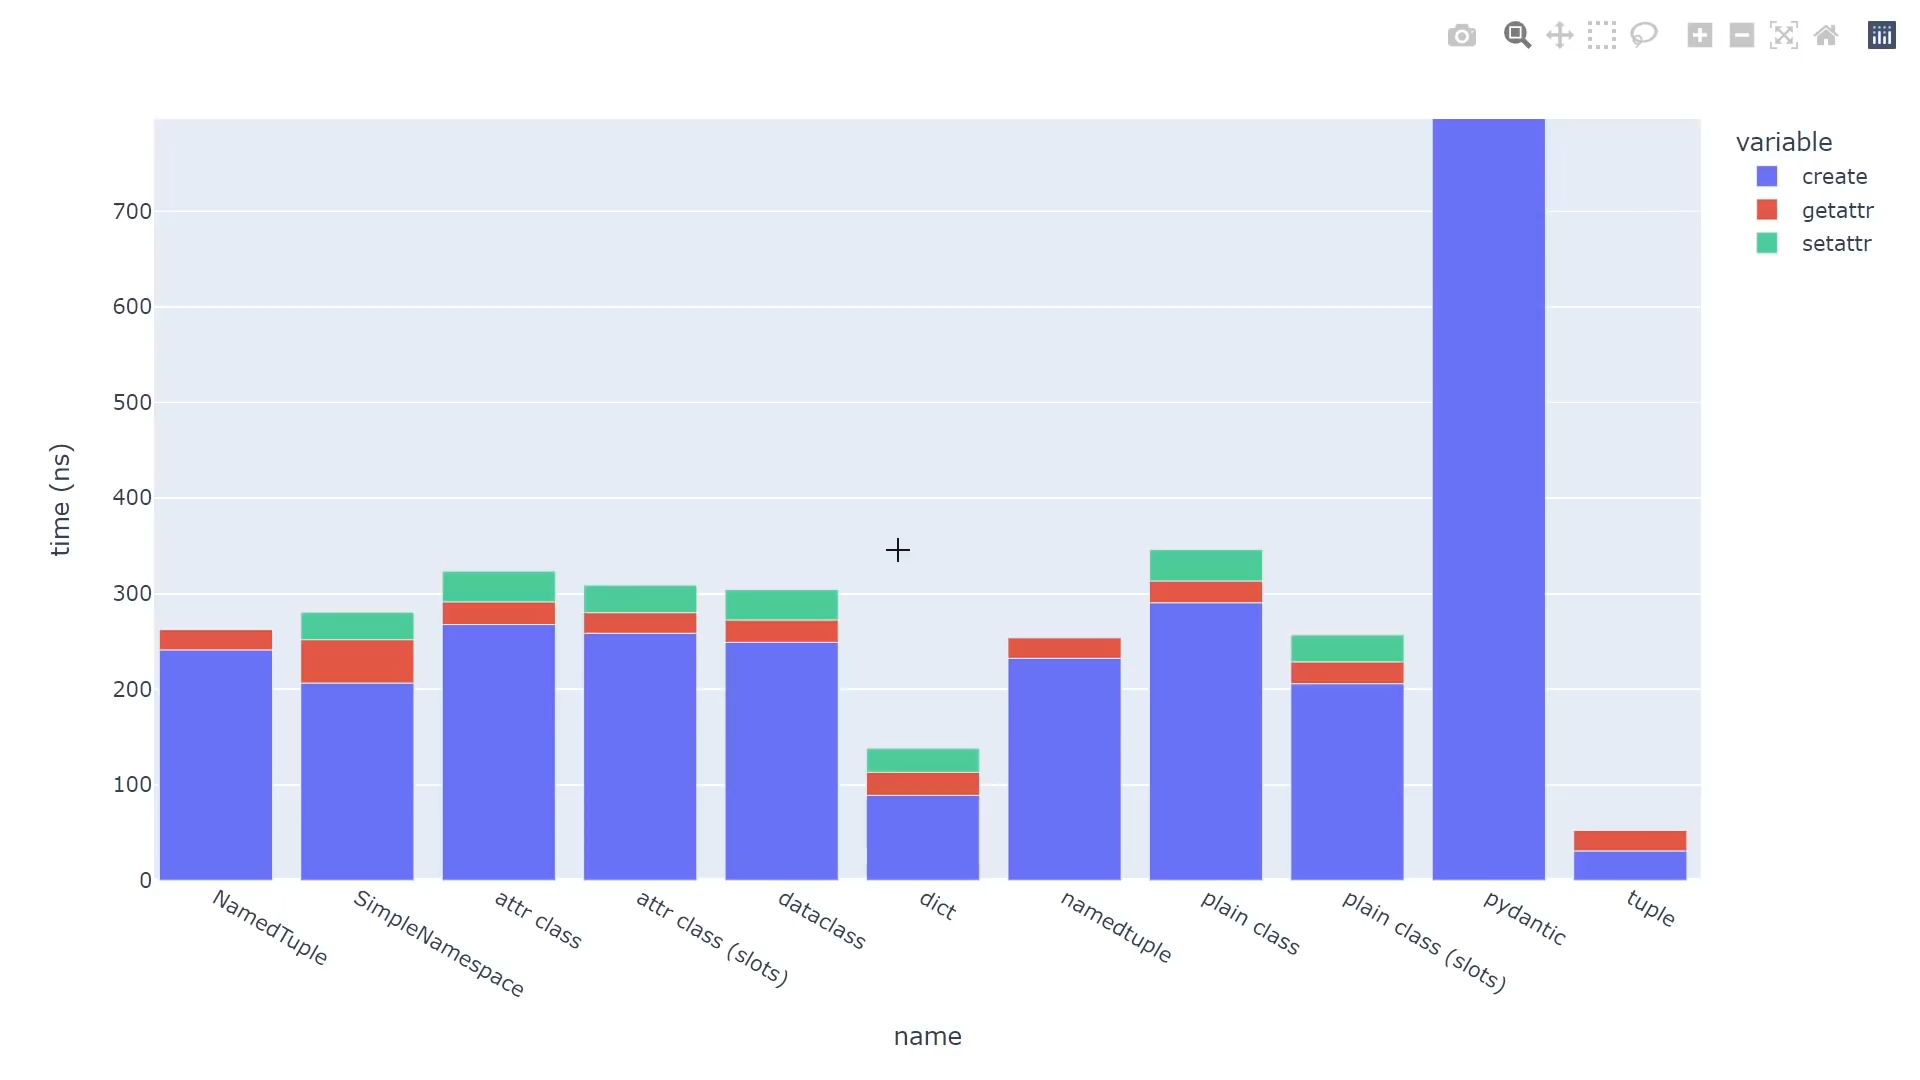 variable
create
getattr
setattr
time (ns)
700
600
500
400
300
200
100
0
NamedTuple
SimpleNamespace
attr class
attr class (slots)
dataclass
dict
namedtuple
plain class
plain class (slots)
pydantic
tuple
name